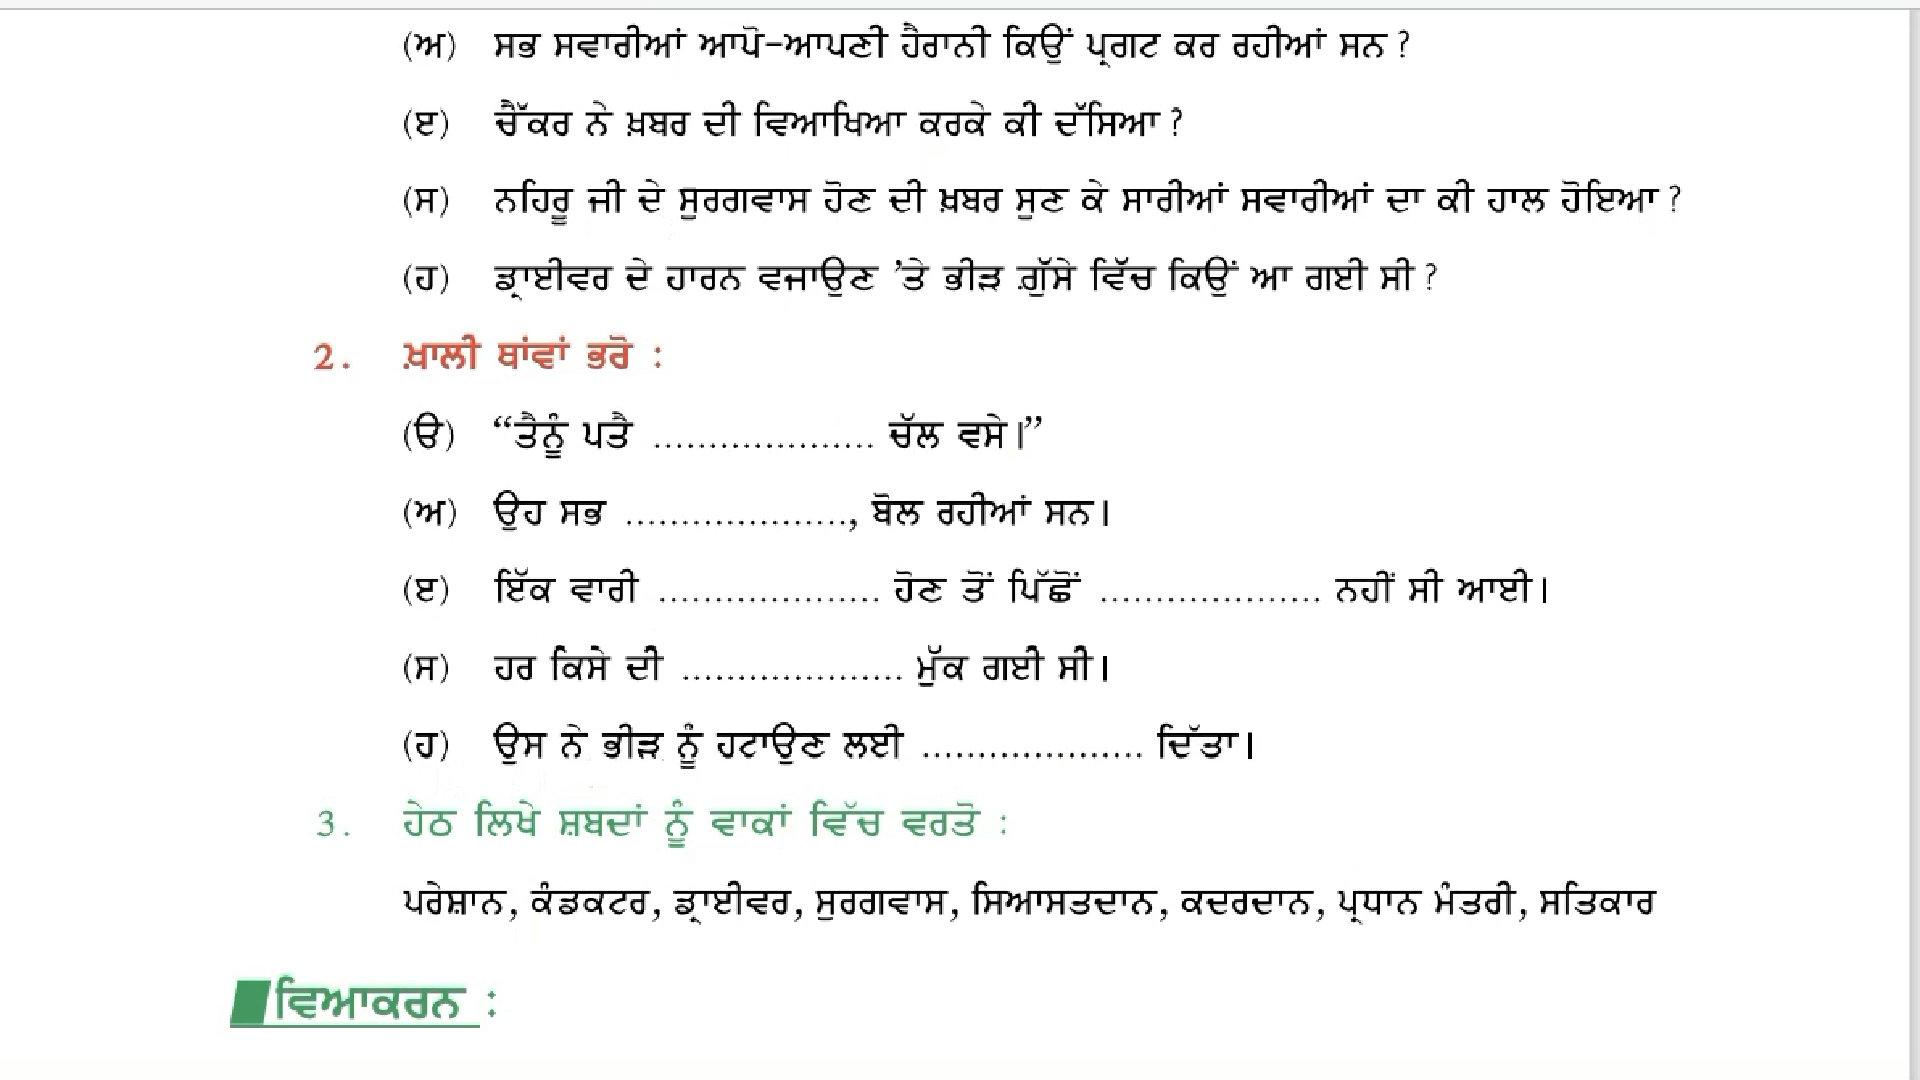 (ਅ) ਸਭ ਸਵਾਰੀਆਂ ਆਪੋ-ਆਪਣੀ ਹੈਰਾਨੀ ਕਿਉਂ ਪ੍ਰਗਟ ਕਰ ਰਹੀਆਂ ਸਨ ?
(ੲ) ਚੈੱਕਰ ਨੇ ਖ਼ਬਰ ਦੀ ਵਿਆਖਿਆ ਕਰਕੇ ਕੀ ਦੱਸਿਆ ?
(ਸ) ਨਹਿਰੂ ਜੀ ਦੇ ਸੁਰਗਵਾਸ ਹੋਣ ਦੀ ਖ਼ਬਰ ਸੁਣ ਕੇ ਸਾਰੀਆਂ ਸਵਾਰੀਆਂ ਦਾ ਕੀ ਹਾਲ ਹੋਇਆ ?
(ਹ) ਡ੍ਰਾਈਵਰ ਦੇ ਹਾਰਨ ਵਜਾਉਣ ’ਤੇ ਭੀੜ ਗ਼ੁੱਸੇ ਵਿੱਚ ਕਿਉਂ ਆ ਗਈ ਸੀ ?
2. ਖ਼ਾਲੀ ਥਾਂਵਾਂ ਭਰੋ :
(ੳ) “ਤੈਨੂੰ ਪਤੈ .................... ਚੱਲ ਵਸੇ।”
(ਅ) ਉਹ ਸਭ ...................., ਬੋਲ ਰਹੀਆਂ ਸਨ।
(ੲ) ਇੱਕ ਵਾਰੀ .................... ਹੋਣ ਤੋਂ ਪਿੱਛੋਂ .................... ਨਹੀਂ ਸੀ ਆਈ।
(ਸ) ਹਰ ਕਿਸੇ ਦੀ .................... ਮੁੱਕ ਗਈ ਸੀ।
(ਹ) ਉਸ ਨੇ ਭੀੜ ਨੂੰ ਹਟਾਉਣ ਲਈ .................... ਦਿੱਤਾ।
3. ਹੇਠ ਲਿਖੇ ਸ਼ਬਦਾਂ ਨੂੰ ਵਾਕਾਂ ਵਿੱਚ ਵਰਤੋ :
ਪਰੇਸ਼ਾਨ, ਕੰਡਕਟਰ, ਡ੍ਰਾਈਵਰ, ਸੁਰਗਵਾਸ, ਸਿਆਸਤਦਾਨ, ਕਦਰਦਾਨ, ਪ੍ਰਧਾਨ ਮੰਤਰੀ, ਸਤਿਕਾਰ
ਵਿਆਕਰਨ :